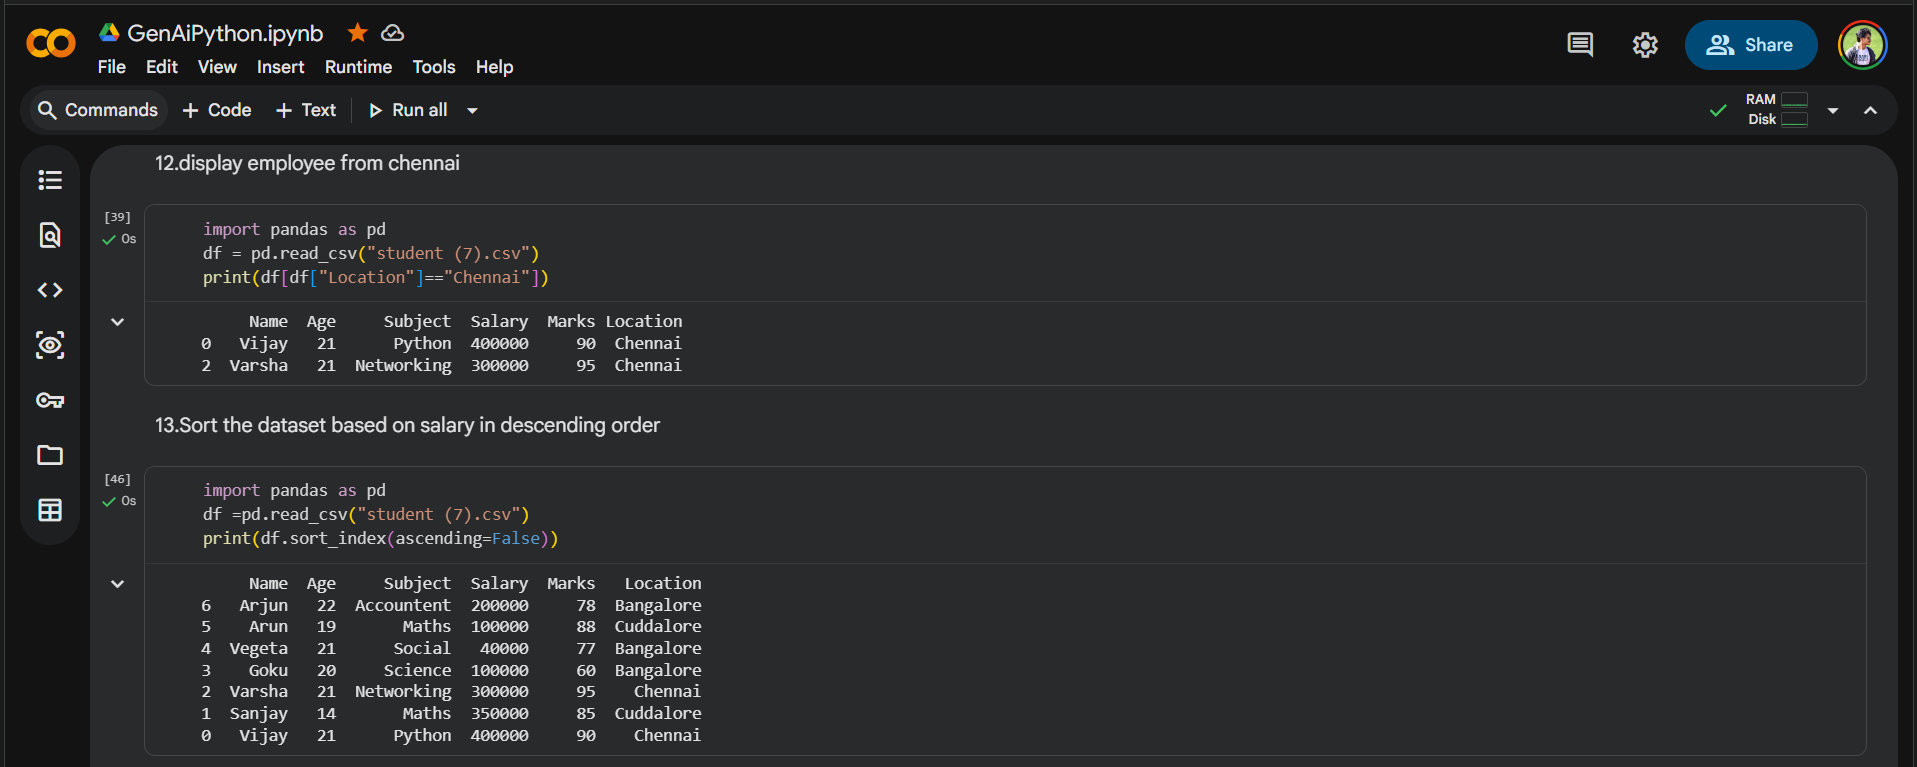 GenAiPython.ipynb
File Edit View Insert Runtime Tools Help
Share
Commands + Code + Text Run all
RAM
Disk
12.display employee from chennai
[39]
0s
import pandas as pd
df = pd.read_csv("student (7).csv")
print(df[df["Location"]=="Chennai"])
Name Age Subject Salary Marks Location
0 Vijay 21 Python 400000 90 Chennai
2 Varsha 21 Networking 300000 95 Chennai
13.Sort the dataset based on salary in descending order
[46]
0s
import pandas as pd
df =pd.read_csv("student (7).csv")
print(df.sort_index(ascending=False))
Name Age Subject Salary Marks Location
6 Arjun 22 Accountent 200000 78 Bangalore
5 Arun 19 Maths 100000 88 Cuddalore
4 Vegeta 21 Social 40000 77 Bangalore
3 Goku 20 Science 100000 60 Bangalore
2 Varsha 21 Networking 300000 95 Chennai
1 Sanjay 14 Maths 350000 85 Cuddalore
0 Vijay 21 Python 400000 90 Chennai